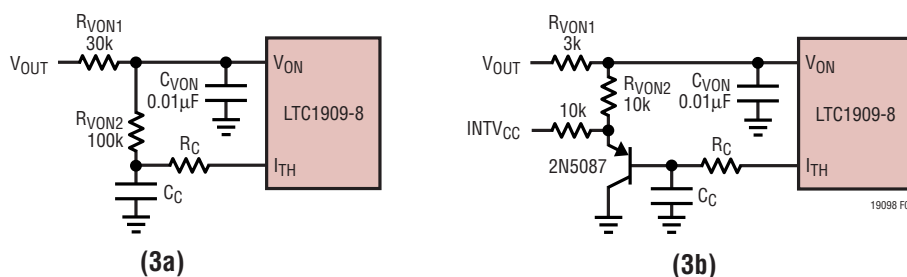 RVON1
30k
VOUT
VON
CVON
0.01µF
LTC1909-8
RVON2
100k
RC
ITH
CC
(3a)
RVON1
3k
VOUT
VON
RVON2
10k
CVON
0.01µF
LTC1909-8
10k
INTVCC
2N5087
RC
ITH
CC
19098 F0
(3b)